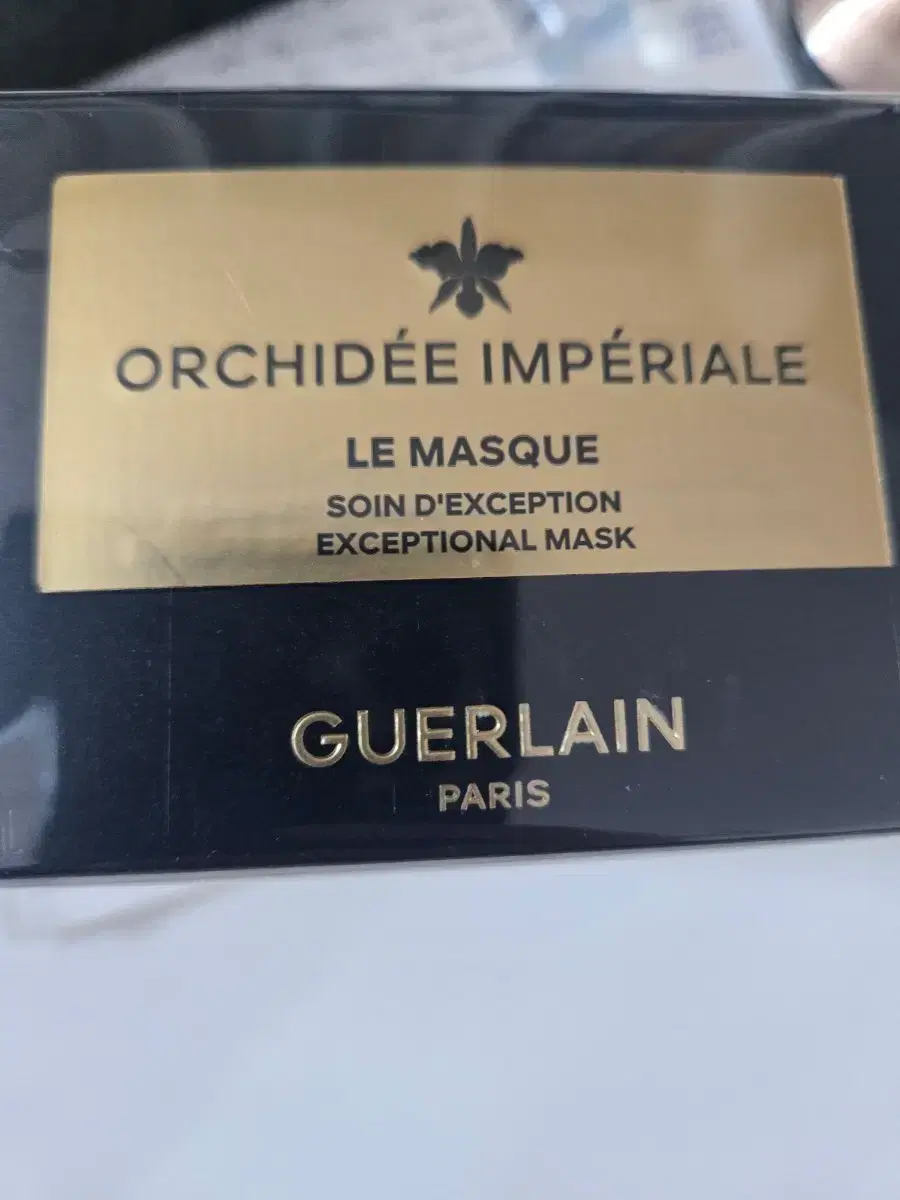 ORCHIDÉE IMPÉRIALE
LE MASQUE
SOIN D'EXCEPTION
EXCEPTIONAL MASK
GUERLAIN
PARIS